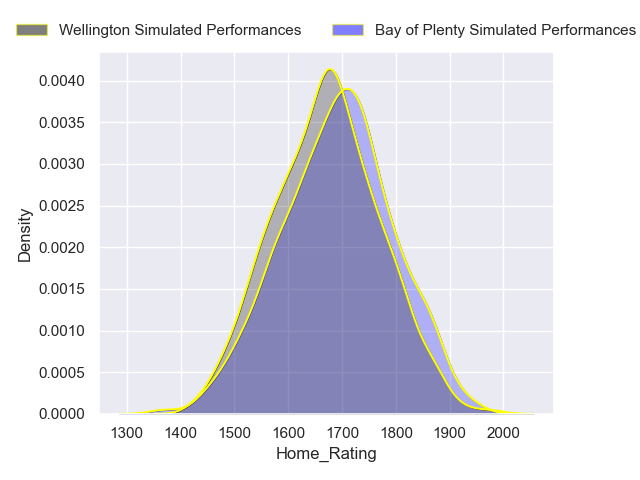 Wellington Simulated Performances
Bay of Plenty Simulated Performances
0.0040
0.0035
0.0030
0.0025
0.0020
0.0015
0.0010
0.0005
0.0000
Density
1300 1400 1500 1600 1700 1800 1900 2000
Home_Rating